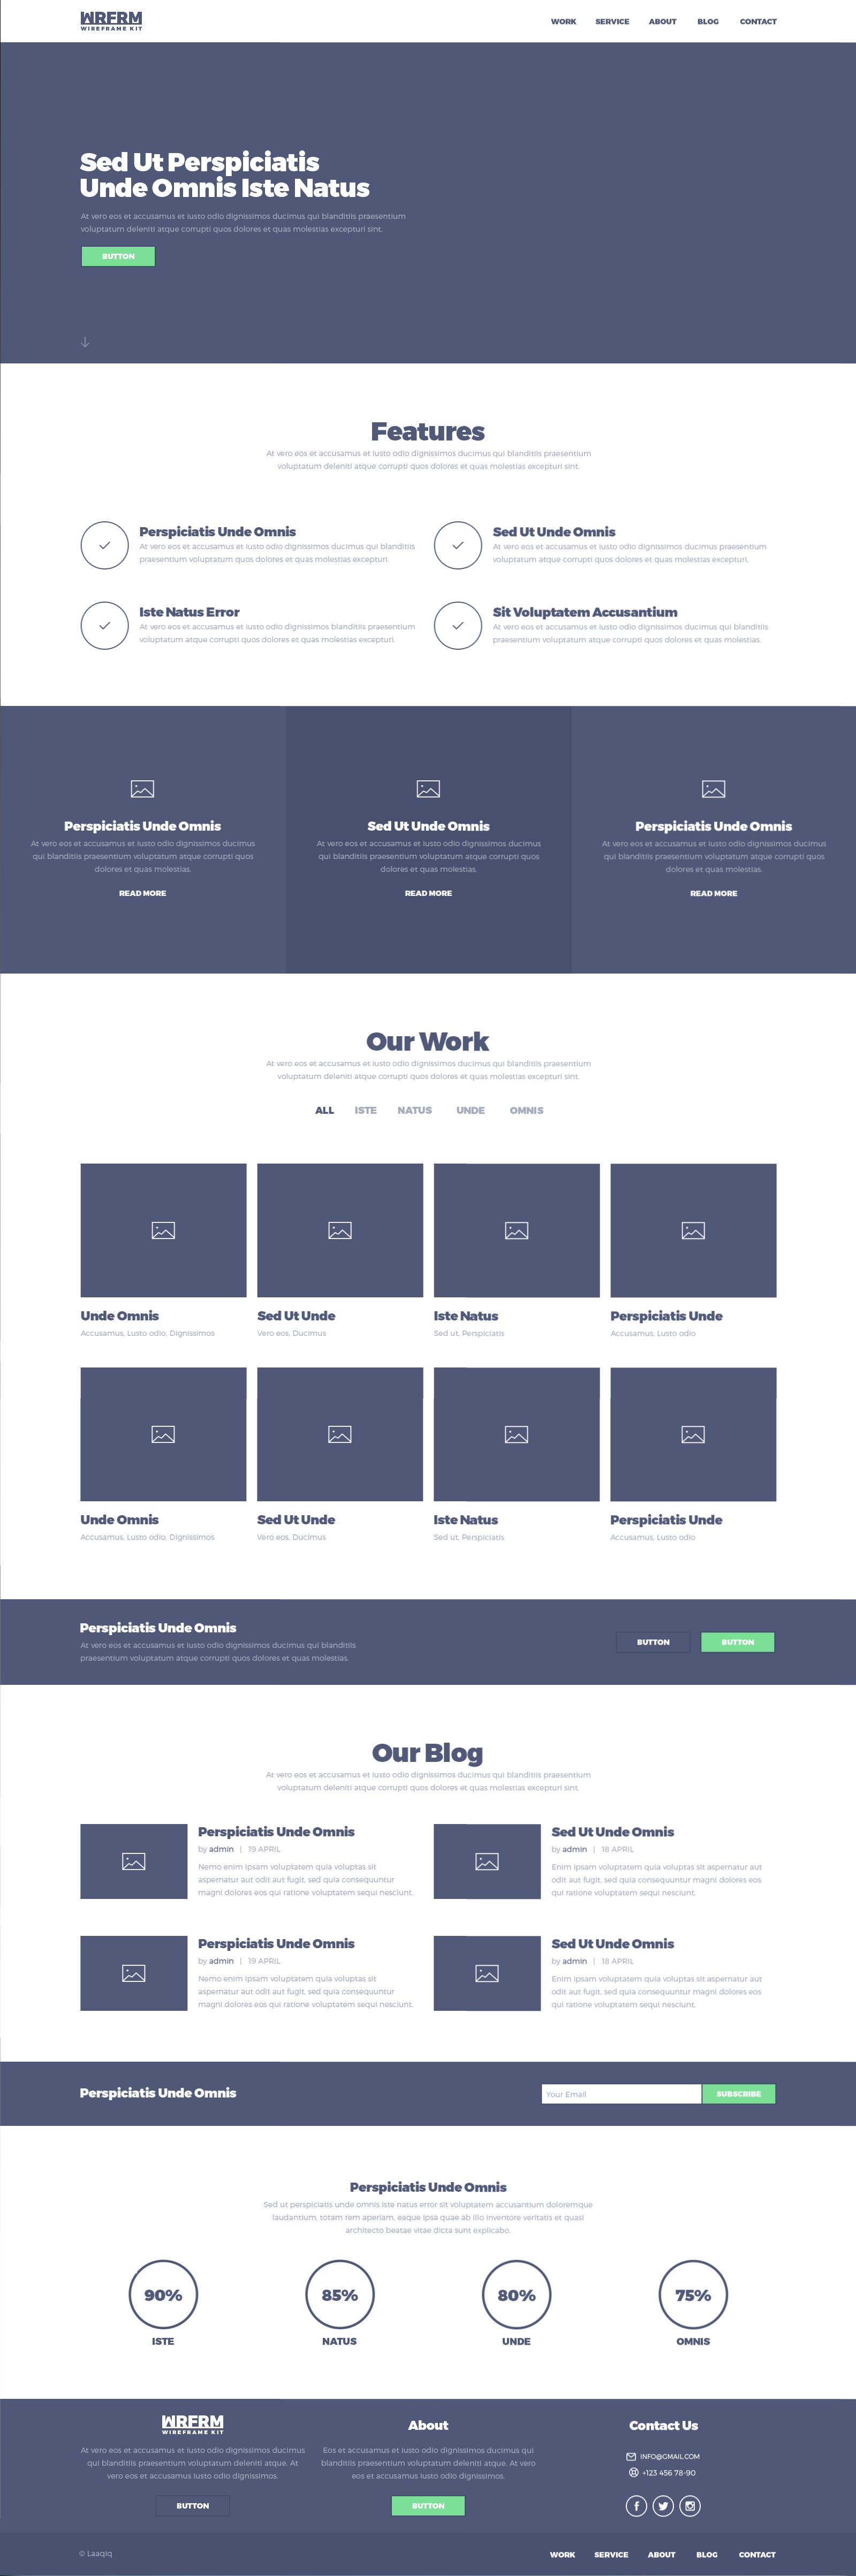 WRFRM
WIREFRAME KIT
WORK SERVICE ABOUT BLOG CONTACT
Sed Ut Perspiciatis
Unde Omnis Iste Natus
At vero eos et accusamus et iusto odio dignissimos ducimus qui blanditiis praesentium
voluptatum deleniti atque corrupti quos dolores et quas molestias excepturi sint.
BUTTON
Features
At vero eos et accusamus et iusto odio dignissimos ducimus qui blanditiis praesentium
voluptatum deleniti atque corrupti quos dolores et quas molestias excepturi sint.
Perspiciatis Unde Omnis
At vero eos et accusamus et iusto odio dignissimos ducimus qui blanditiis
praesentium voluptatum quos dolores et quas molestias excepturi.
Sed Ut Unde Omnis
At vero eos et accusamus et iusto odio dignissimos ducimus praesentium
voluptatum atque corrupti quos dolores et quas molestias excepturi.
Iste Natus Error
At vero eos et accusamus et iusto odio dignissimos blanditiis praesentium
voluptatum atque corrupti quos dolores et quas molestias excepturi.
Sit Voluptatem Accusantium
At vero eos et accusamus et iusto odio dignissimos ducimus qui blanditiis
praesentium voluptatum atque corrupti quos dolores et quas molestias.
Perspiciatis Unde Omnis
At vero eos et accusamus et iusto odio dignissimos ducimus
qui blanditiis praesentium voluptatum atque corrupti quos
dolores et quas molestias.
READ MORE
Sed Ut Unde Omnis
At vero eos et accusamus et iusto odio dignissimos ducimus
qui blanditiis praesentium voluptatum atque corrupti quos
dolores et quas molestias.
READ MORE
Perspiciatis Unde Omnis
At vero eos et accusamus et iusto odio dignissimos ducimus
qui blanditiis praesentium voluptatum atque corrupti quos
dolores et quas molestias.
READ MORE
Our Work
At vero eos et accusamus et iusto odio dignissimos ducimus qui blanditiis praesentium
voluptatum deleniti atque corrupti quos dolores et quas molestias excepturi sint.
ALL ISTE NATUS UNDE OMNIS
Unde Omnis
Accusamus, Lusto odio, Dignissimos
Sed Ut Unde
Vero eos, Ducimus
Iste Natus
Sed ut, Perspiciatis
Perspiciatis Unde
Accusamus, Lusto odio
Unde Omnis
Accusamus, Lusto odio, Dignissimos
Sed Ut Unde
Vero eos, Ducimus
Iste Natus
Sed ut, Perspiciatis
Perspiciatis Unde
Accusamus, Lusto odio
Perspiciatis Unde Omnis
At vero eos et accusamus et iusto odio dignissimos ducimus qui blanditiis
praesentium voluptatum atque corrupti quos dolores et quas molestias.
BUTTON
BUTTON
Our Blog
At vero eos et accusamus et iusto odio dignissimos ducimus qui blanditiis praesentium
voluptatum deleniti atque corrupti quos dolores et quas molestias excepturi sint.
Perspiciatis Unde Omnis
by admin | 19 APRIL
Nemo enim ipsam voluptatem quia voluptas sit
aspernatur aut odit aut fugit, sed quia consequuntur
magni dolores eos qui ratione voluptatem sequi nesciunt.
Sed Ut Unde Omnis
by admin | 18 APRIL
Enim ipsam voluptatem quia voluptas sit aspernatur aut
odit aut fugit, sed quia consequuntur magni dolores eos
qui ratione voluptatem sequi nesciunt.
Perspiciatis Unde Omnis
by admin | 19 APRIL
Nemo enim ipsam voluptatem quia voluptas sit
aspernatur aut odit aut fugit, sed quia consequuntur
magni dolores eos qui ratione voluptatem sequi nesciunt.
Sed Ut Unde Omnis
by admin | 18 APRIL
Enim ipsam voluptatem quia voluptas sit aspernatur aut
odit aut fugit, sed quia consequuntur magni dolores eos
qui ratione voluptatem sequi nesciunt.
Perspiciatis Unde Omnis
Your Email
SUBSCRIBE
Perspiciatis Unde Omnis
Sed ut perspiciatis unde omnis iste natus error sit voluptatem accusantium doloremque
laudantium, totam rem aperiam, eaque ipsa quae ab illo inventore veritatis et quasi
architecto beatae vitae dicta sunt explicabo.
90%
ISTE
85%
NATUS
80%
UNDE
75%
OMNIS
WRFRM
WIREFRAME KIT
At vero eos et accusamus et iusto odio dignissimos ducimus
qui blanditiis praesentium voluptatum deleniti atque. At
vero eos et accusamus et iusto odio dignissimos.
BUTTON
About
Eos et accusamus et iusto odio dignissimos ducimus qui
blanditiis praesentium voluptatum deleniti atque. At vero
eos et accusamus et iusto odio dignissimos.
BUTTON
Contact Us
INFO@GMAIL.COM
+123 456 78-90
© Laaqiq
WORK SERVICE ABOUT BLOG CONTACT